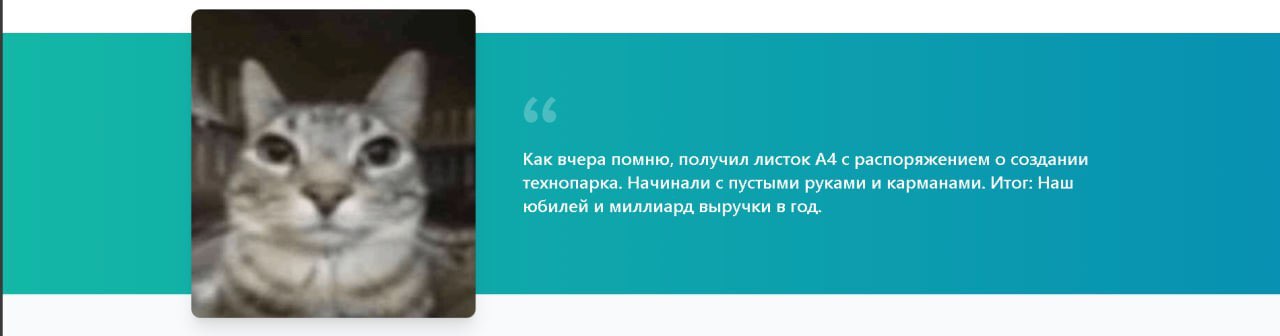 “
Как вчера помню, получил листок А4 с распоряжением о создании
технопарка. Начинали с пустыми руками и карманами. Итог: Наш
юбилей и миллиард выручки в год.